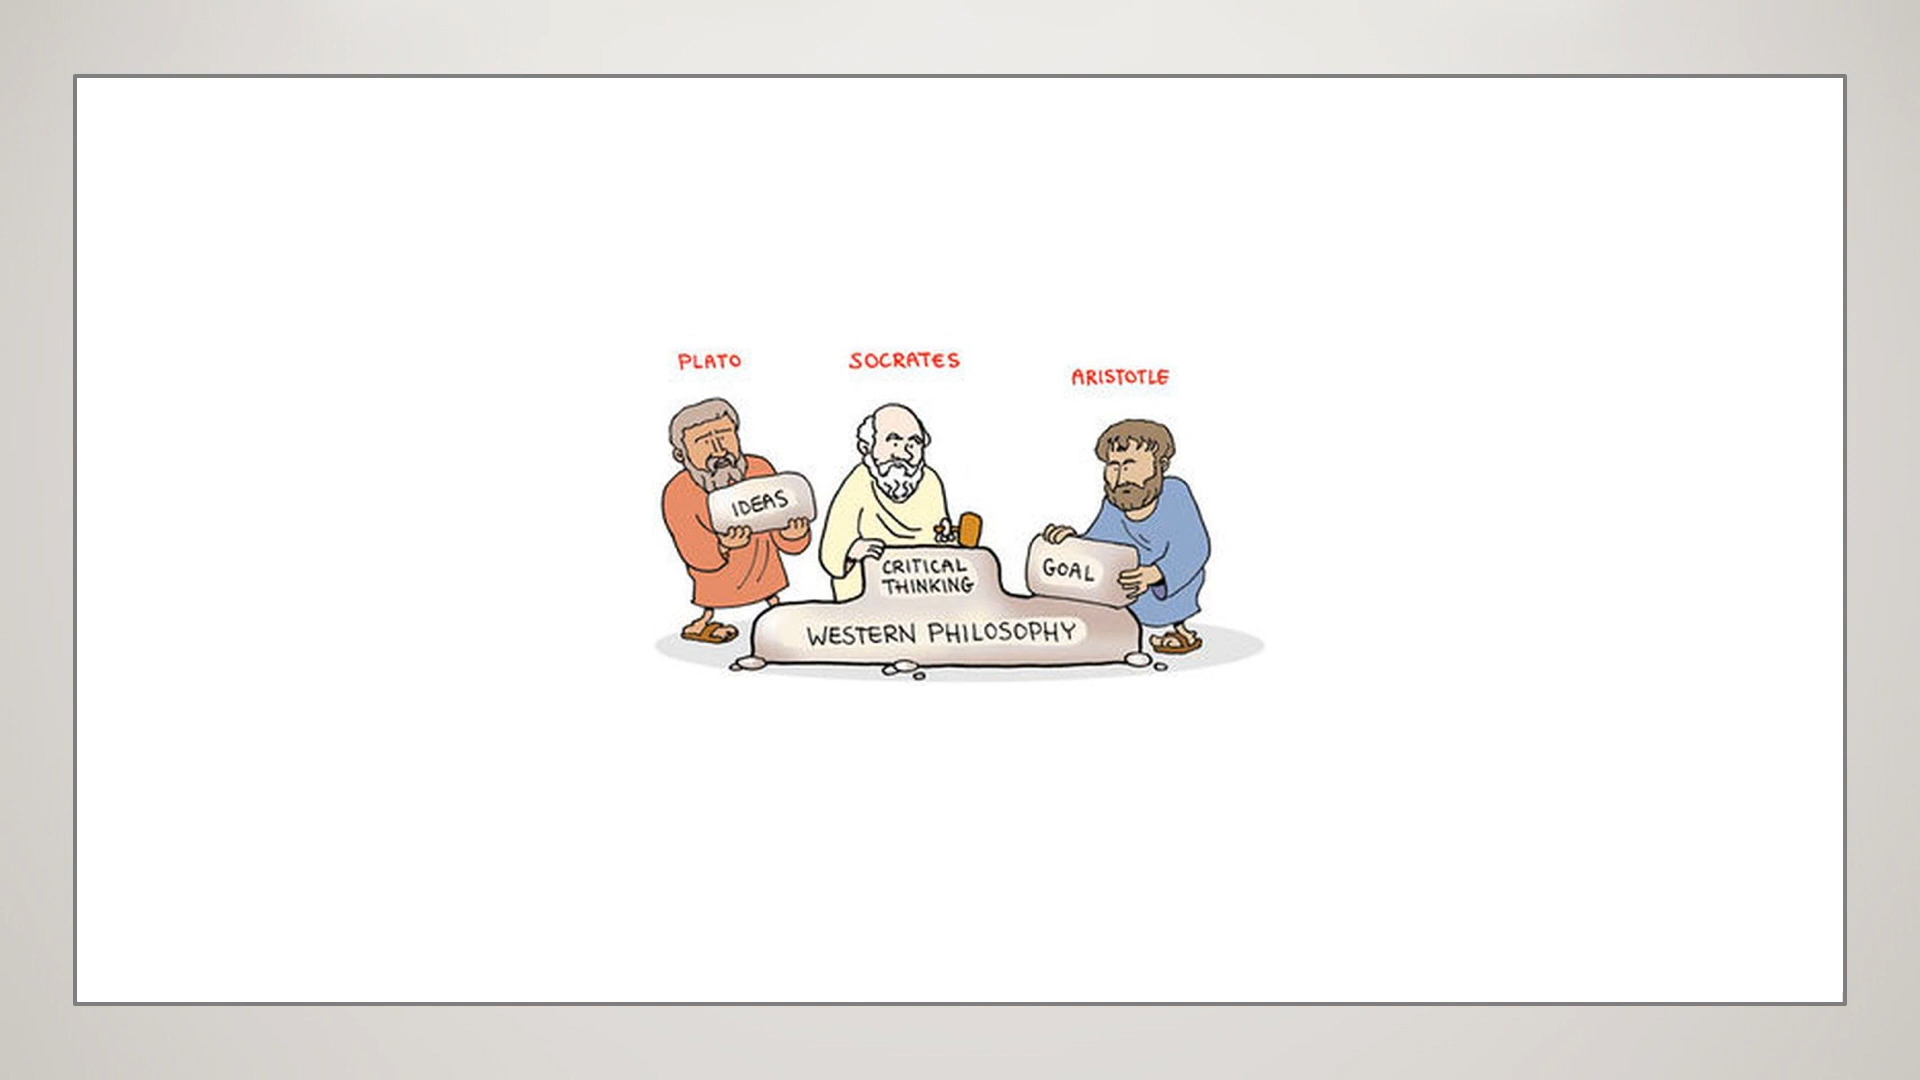 PLATO
SOCRATES
ARISTOTLE
IDEAS
CRITICAL
THINKING
GOAL
WESTERN PHILOSOPHY